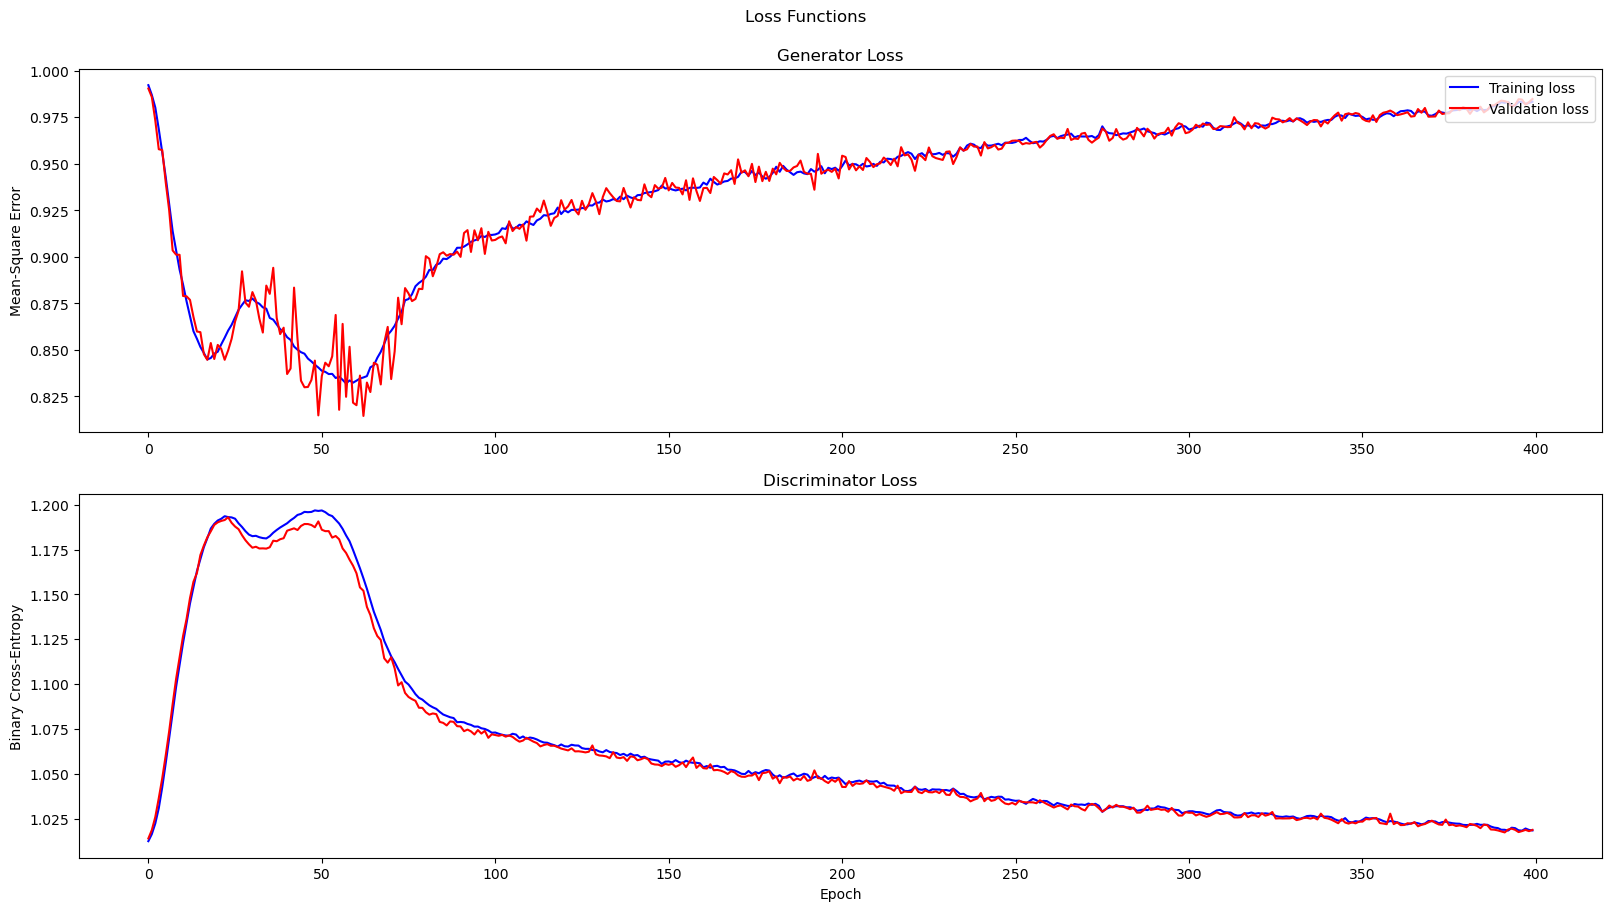 Loss Functions
Generator Loss
Mean-Square Error
1.000
0.975
0.950
0.925
0.900
0.875
0.850
0.825
Training loss
Validation loss
0 50 100 150 200 250 300 350 400
Discriminator Loss
Binary Cross-Entropy
1.200
1.175
1.150
1.125
1.100
1.075
1.050
1.025
0 50 100 150 200 250 300 350 400
Epoch